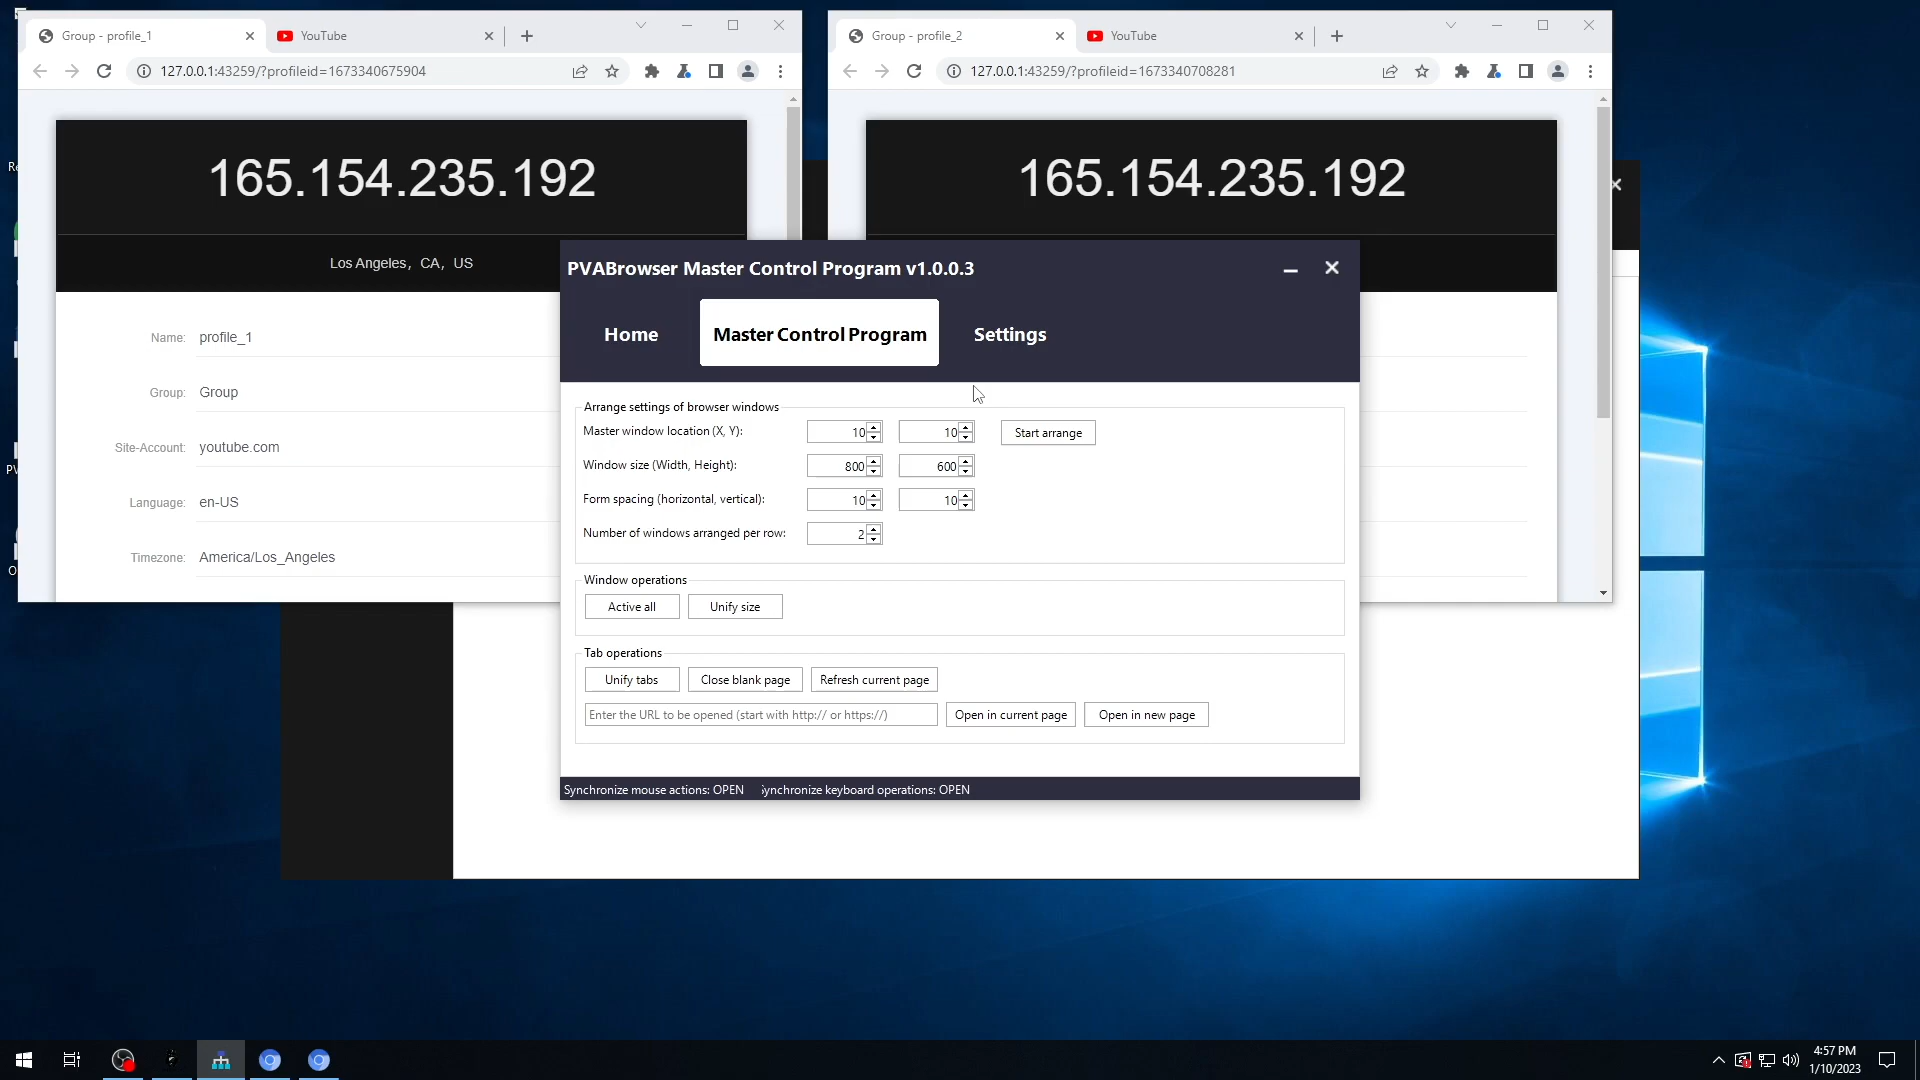 Group - profile_1
YouTube
127.0.0.1:43259/?profileid=1673340675904
165.154.235.192
Los Angeles, CA, US
Name: profile_1
Group: Group
Site-Account: youtube.com
Language: en-US
Timezone: America/Los_Angeles
Group - profile_2
YouTube
127.0.0.1:43259/?profileid=1673340708281
165.154.235.192
PVABrowser Master Control Program v1.0.0.3
Home
Master Control Program
Settings
Arrange settings of browser windows
Master window location (X, Y): 10 10 Start arrange
Window size (Width, Height): 800 600
Form spacing (horizontal, vertical): 10 10
Number of windows arranged per row: 2
Window operations
Active all Unify size
Tab operations
Unify tabs Close blank page Refresh current page
Enter the URL to be opened (start with http:// or https://) Open in current page Open in new page
Synchronize mouse actions: OPEN ynchronize keyboard operations: OPEN
4:57 PM
1/10/2023